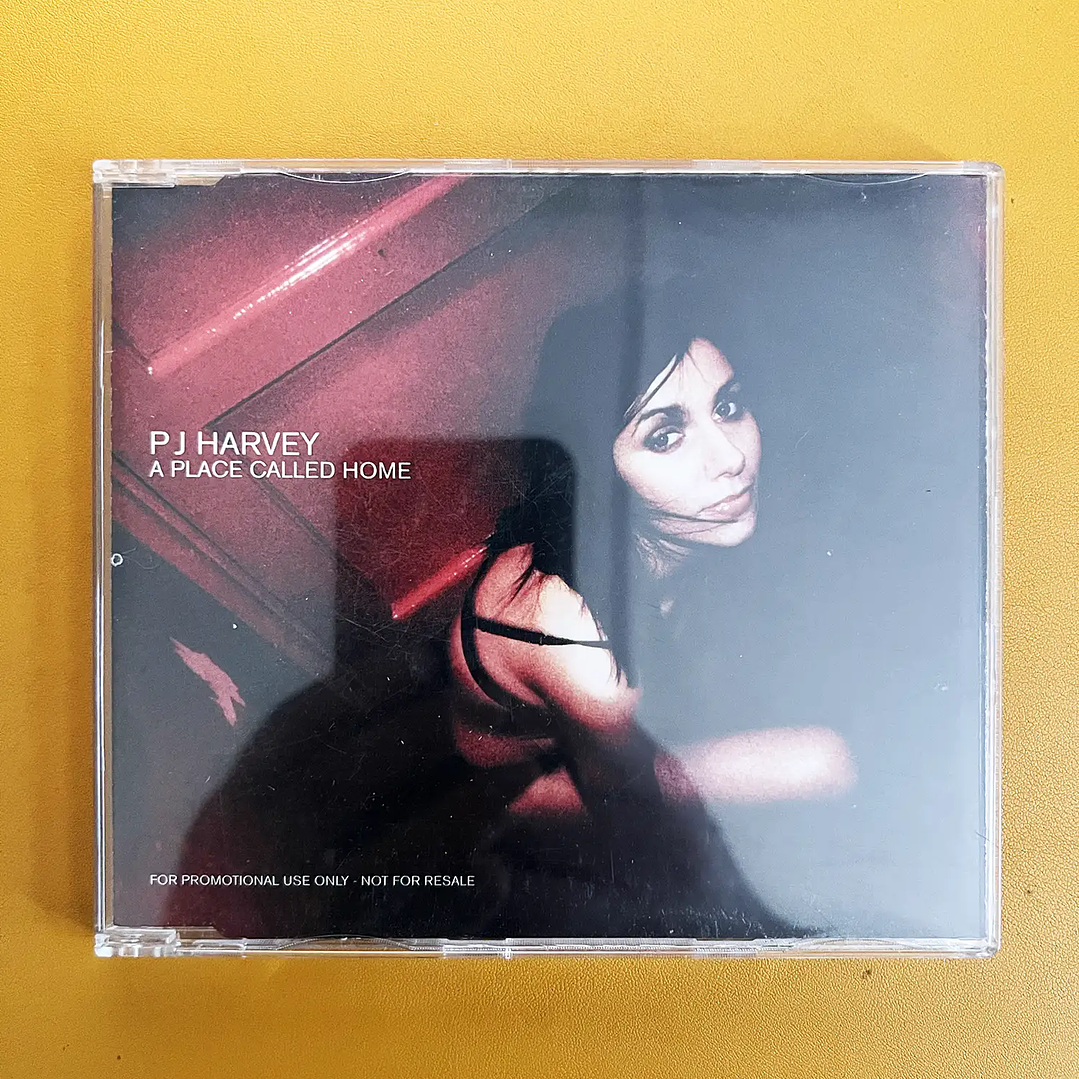 PJ HARVEY
A PLACE CALLED HOME
FOR PROMOTIONAL USE ONLY - NOT FOR RESALE